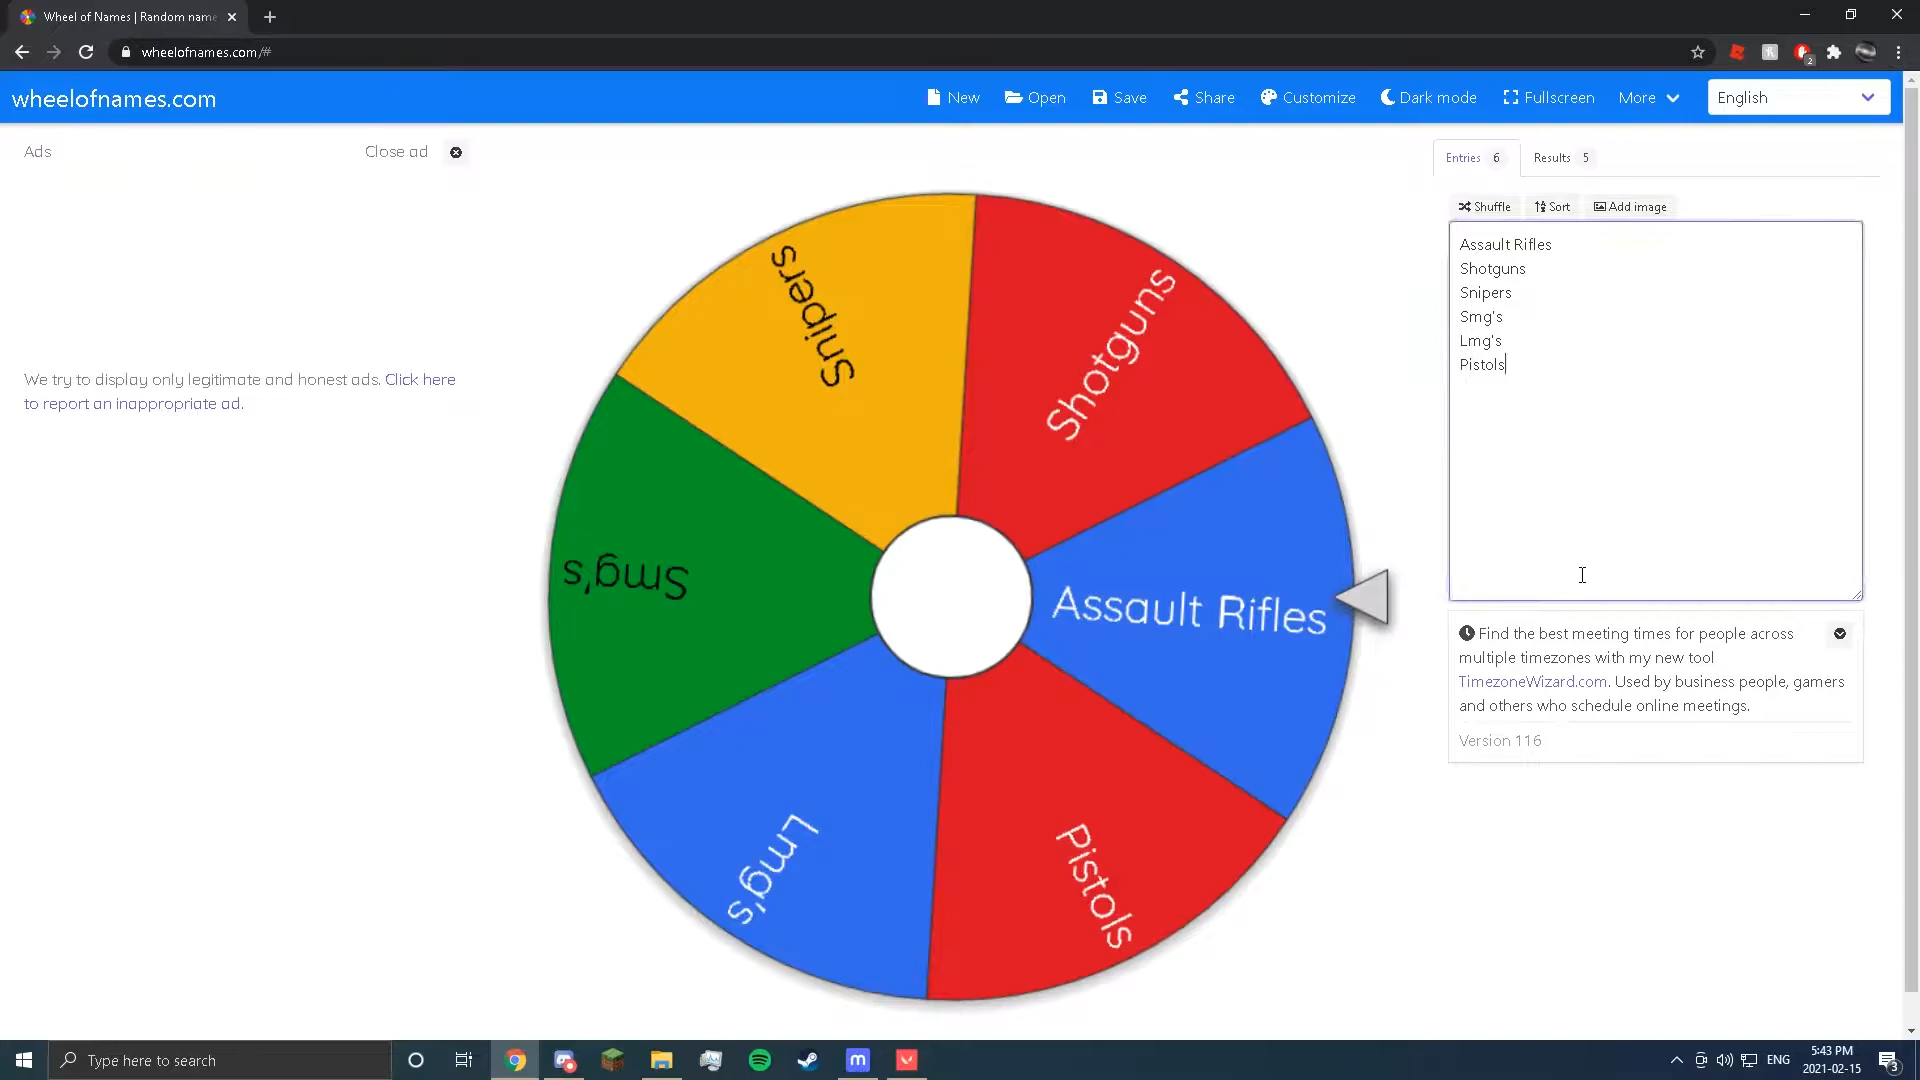 Wheel of Names | Random name
wheelofnames.com/#
2
wheelofnames.com
New
Open
Save
Share
Customize
Dark mode
Fullscreen
More
English
Ads
Close ad
Entries 6
Results 5
Shuffle
Sort
Add image
Assault Rifles
Shotguns
Snipers
Smg's
Lmg's
Pistols
We try to display only legitimate and honest ads. Click here
to report an inappropriate ad.
Snipers
Shotguns
Smg's
Assault Rifles
Lmg's
Pistols
Find the best meeting times for people across
multiple timezones with my new tool
TimezoneWizard.com. Used by business people, gamers
and others who schedule online meetings.
Version 116
Type here to search
m
ENG
5:43 PM
2021-02-15
3